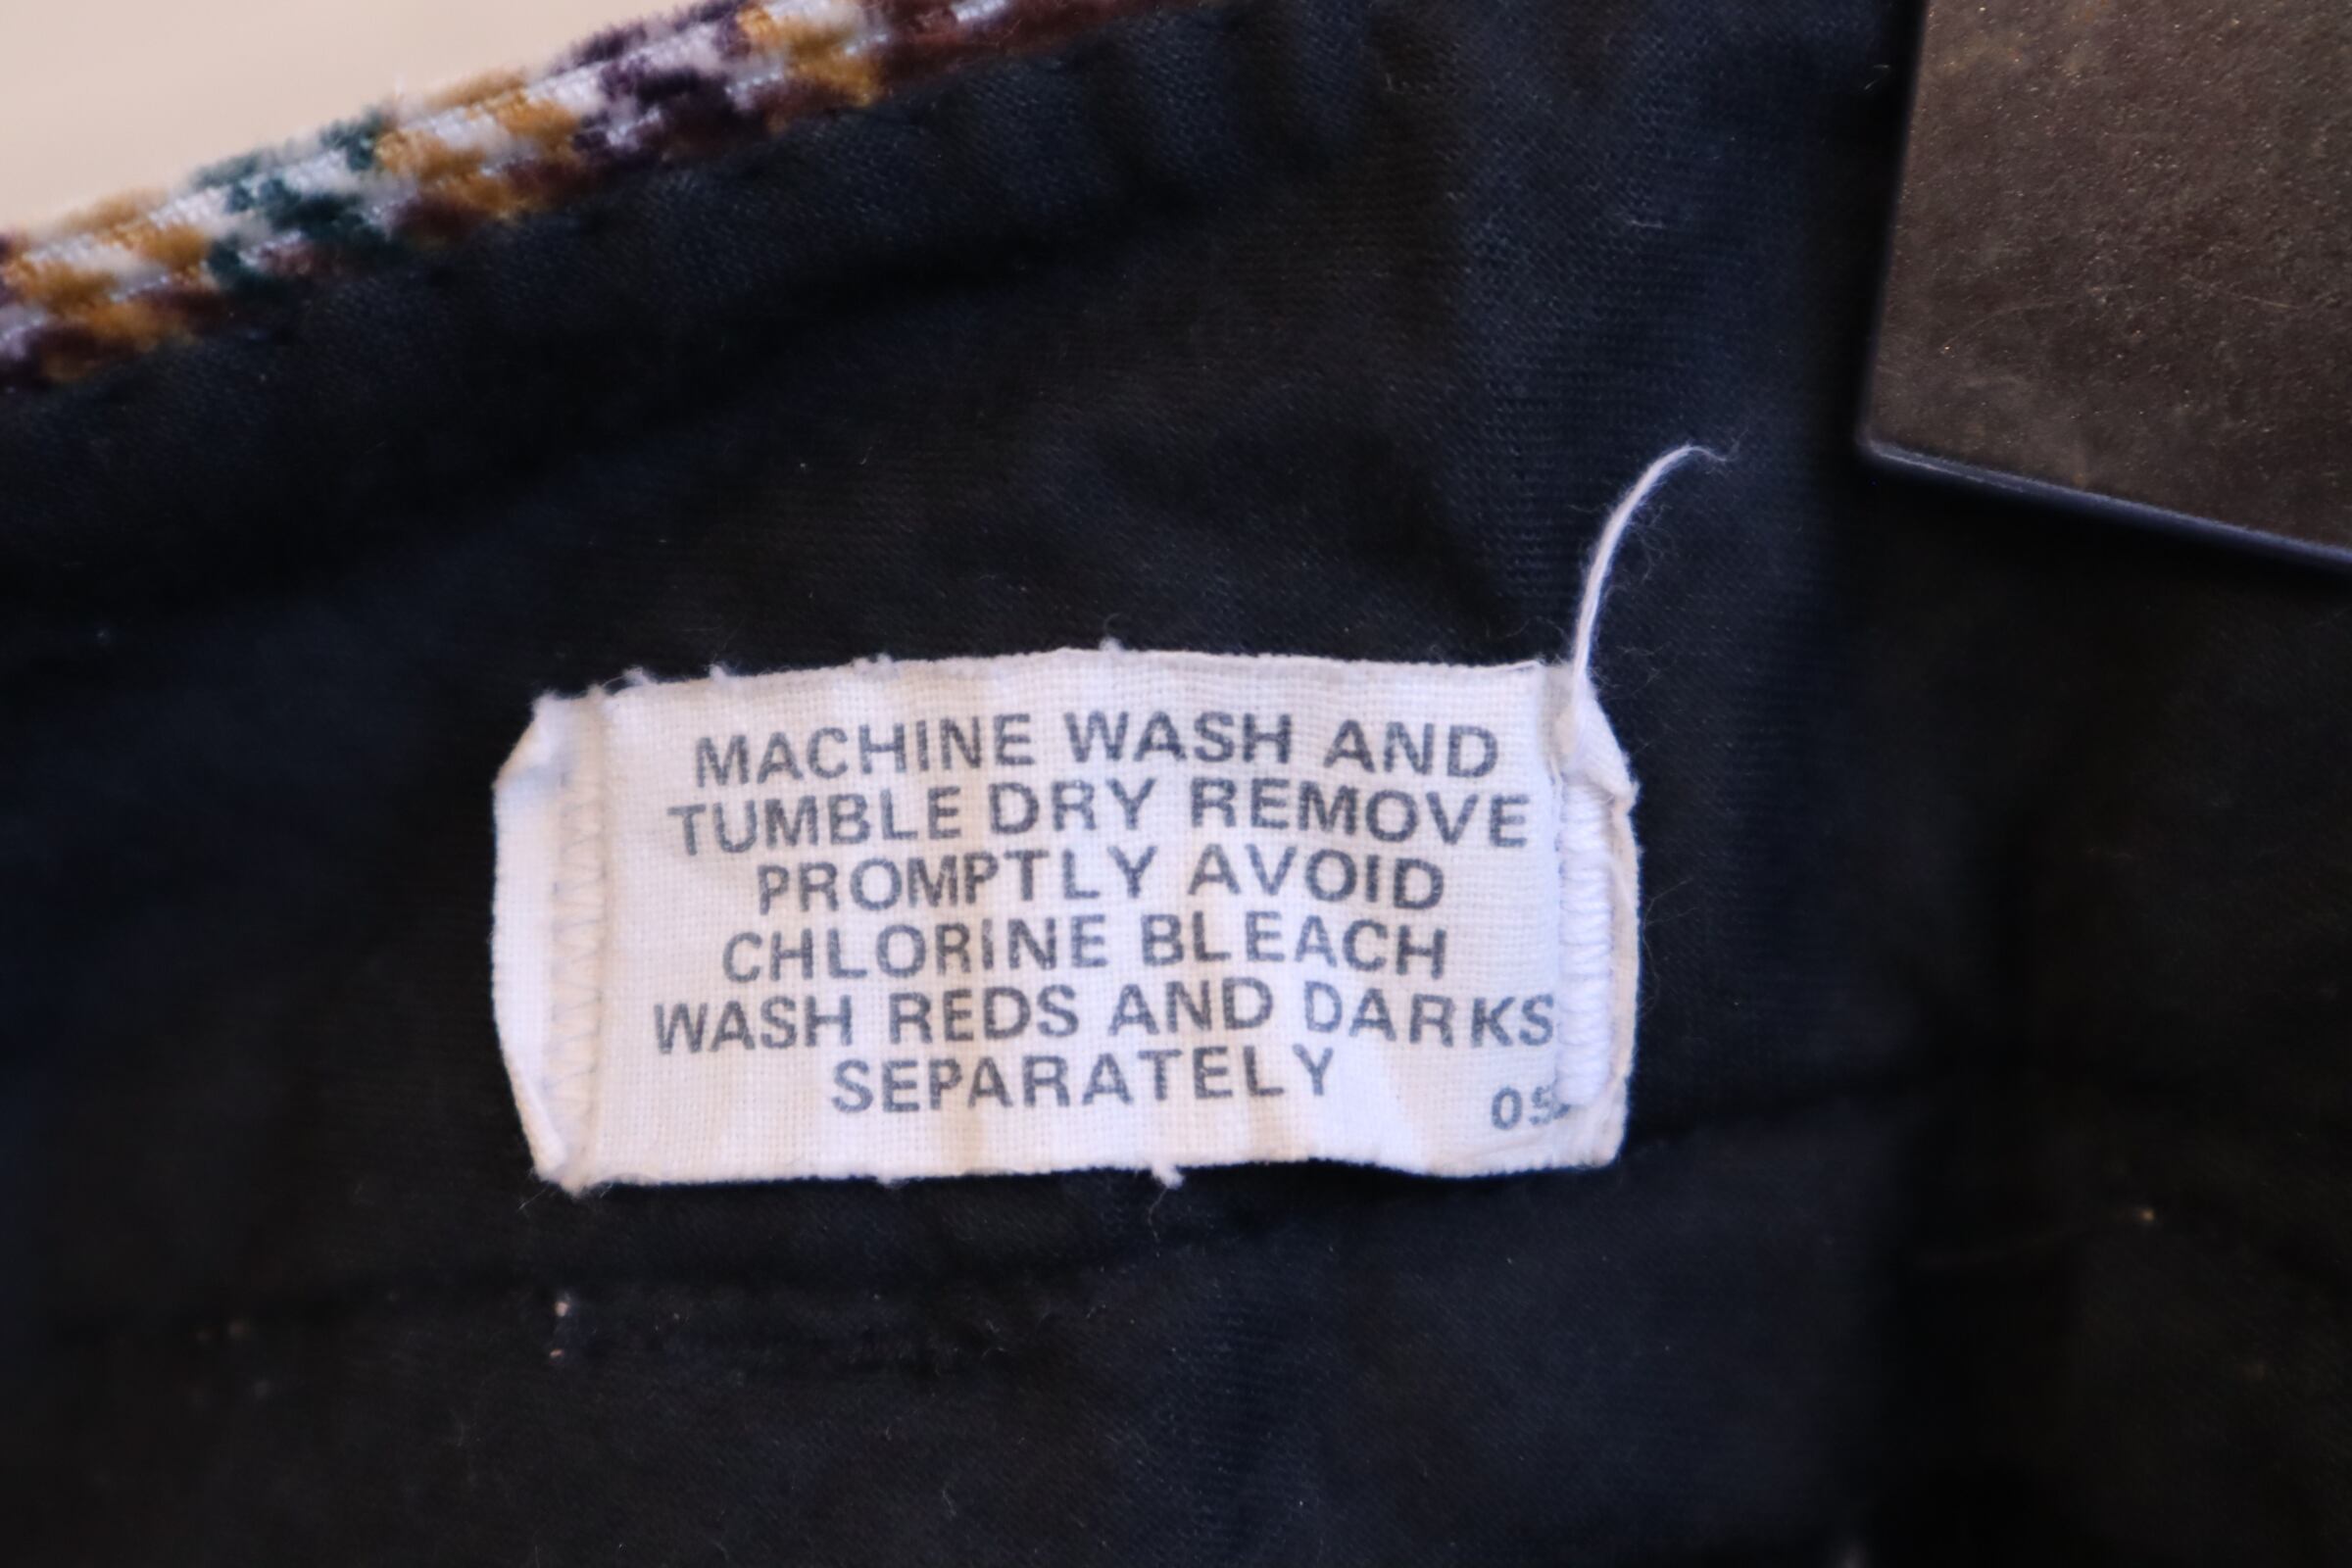 MACHINE WASH AND
TUMBLE DRY REMOVE
PROMPTLY AVOID
CHLORINE BLEACH
WASH REDS AND DARKS
SEPARATELY